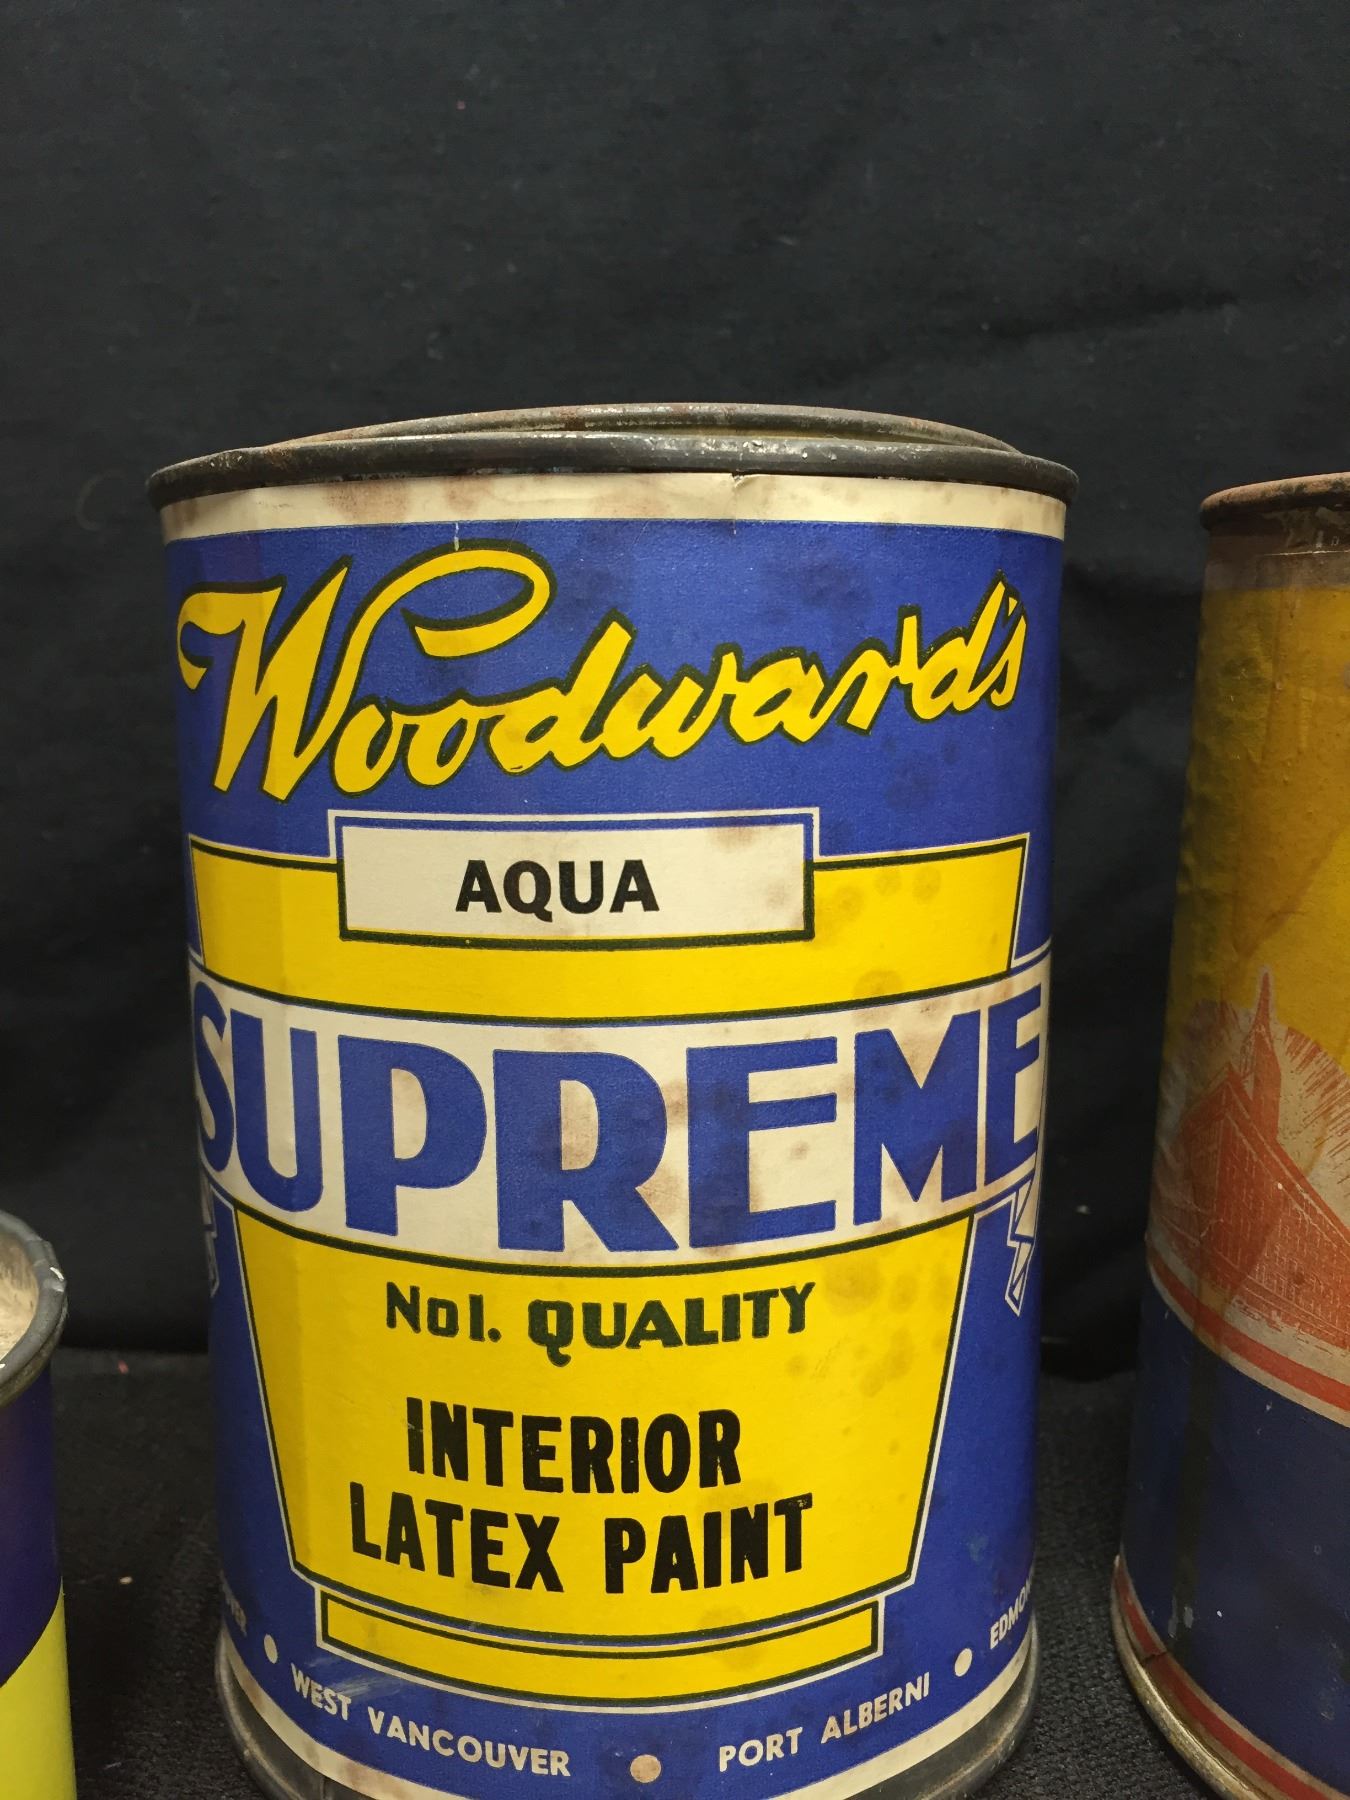 Woodward's
AQUA
SUPREME
No1. QUALITY
INTERIOR
LATEX PAINT
• WEST VANCOUVER • PORT ALBERNI •